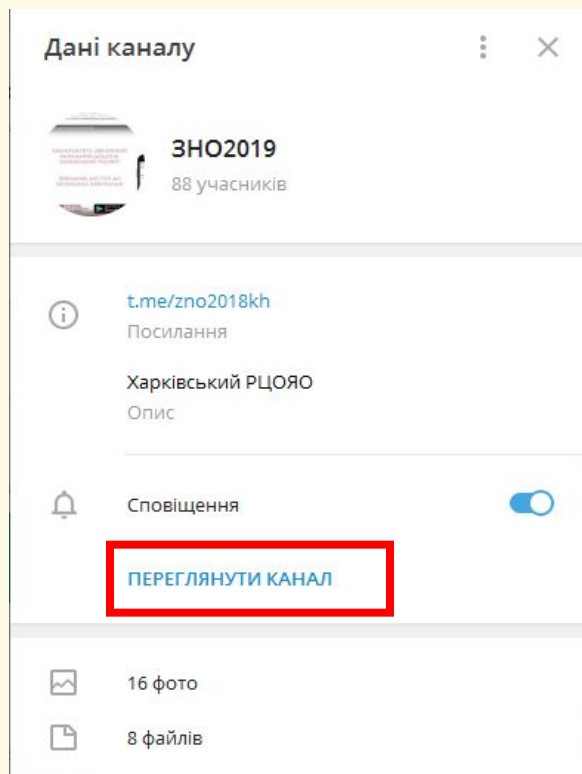 Дані каналу
ЗНО2019
88 учасників
t.me/zno2018kh
Посилання
Харківський РЦОЯО
Опис
Сповіщення
ПЕРЕГЛЯНУТИ КАНАЛ
16 фото
8 файлів